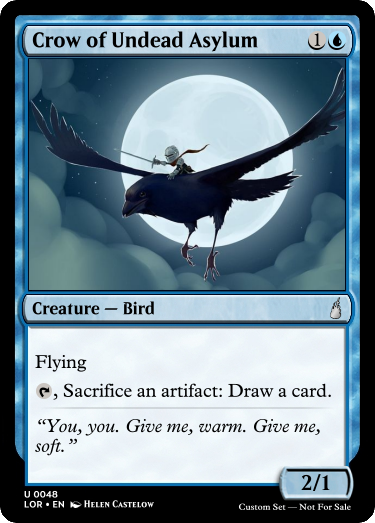 Crow of Undead Asylum 1
Creature — Bird
Flying
, Sacrifice an artifact: Draw a card.
“You, you. Give me, warm. Give me,
soft.”
2/1
U 0048
LOR • EN Helen Castelow
Custom Set — Not For Sale